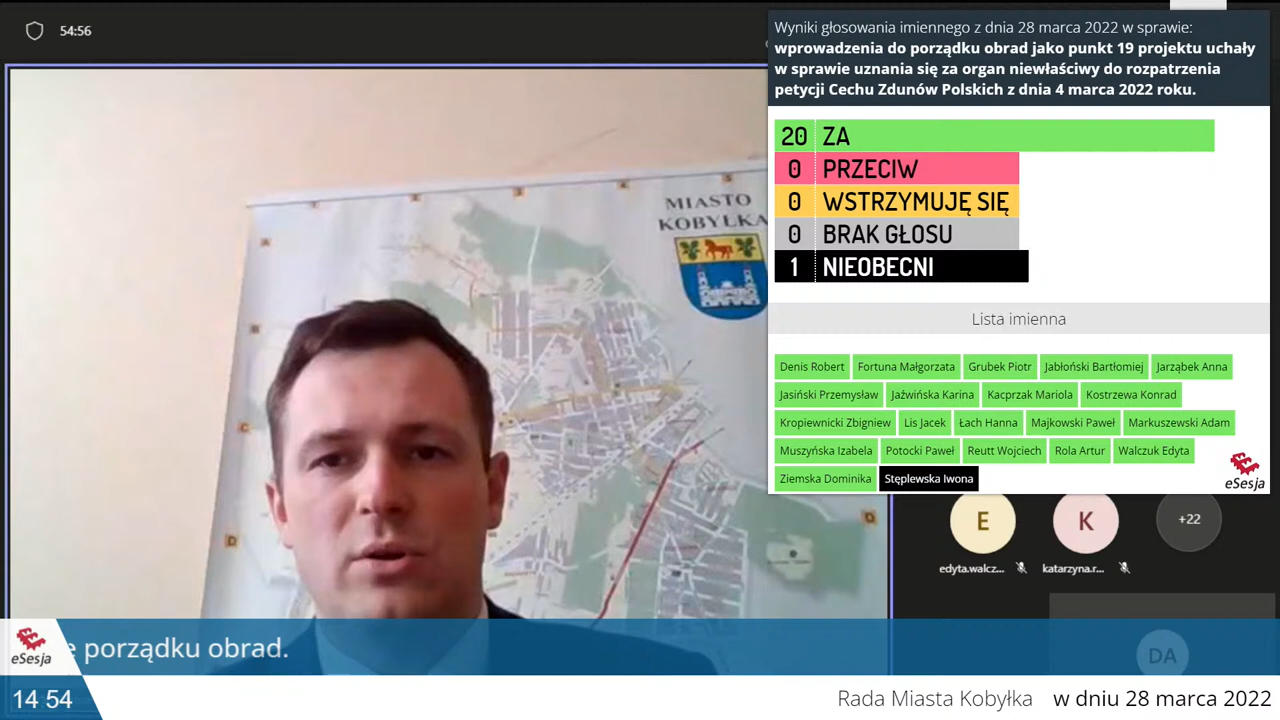 54:56
Wyniki głosowania imiennego z dnia 28 marca 2022 w sprawie:
wprowadzenia do porządku obrad jako punkt 19 projektu uchały
w sprawie uznania się za organ niewłaściwy do rozpatrzenia
petycji Cechu Zdunów Polskich z dnia 4 marca 2022 roku.
20 ZA
0 PRZECIW
0 WSTRZYMUJĘ SIĘ
0 BRAK GŁOSU
1 NIEOBECNI
Lista imienna
Denis Robert Fortuna Małgorzata Grubek Piotr Jabłoński Bartłomiej Jarząbek Anna
Jasiński Przemysław Jaźwińska Karina Kacprzak Mariola Kostrzewa Konrad
Kropiewnicki Zbigniew Lis Jacek Łach Hanna Majkowski Paweł Markuszewski Adam
Muszyńska Izabela Potocki Paweł Reutt Wojciech Rola Artur Walczuk Edyta
Ziemska Dominika Stęplewska Iwona
eSesja
MIASTO
KOBYŁKA
A
B
C
D
D
E K +22
edyta.walcz... katarzyna.r...
DA
eSesja
e porządku obrad.
14 54
Rada Miasta Kobyłka w dniu 28 marca 2022